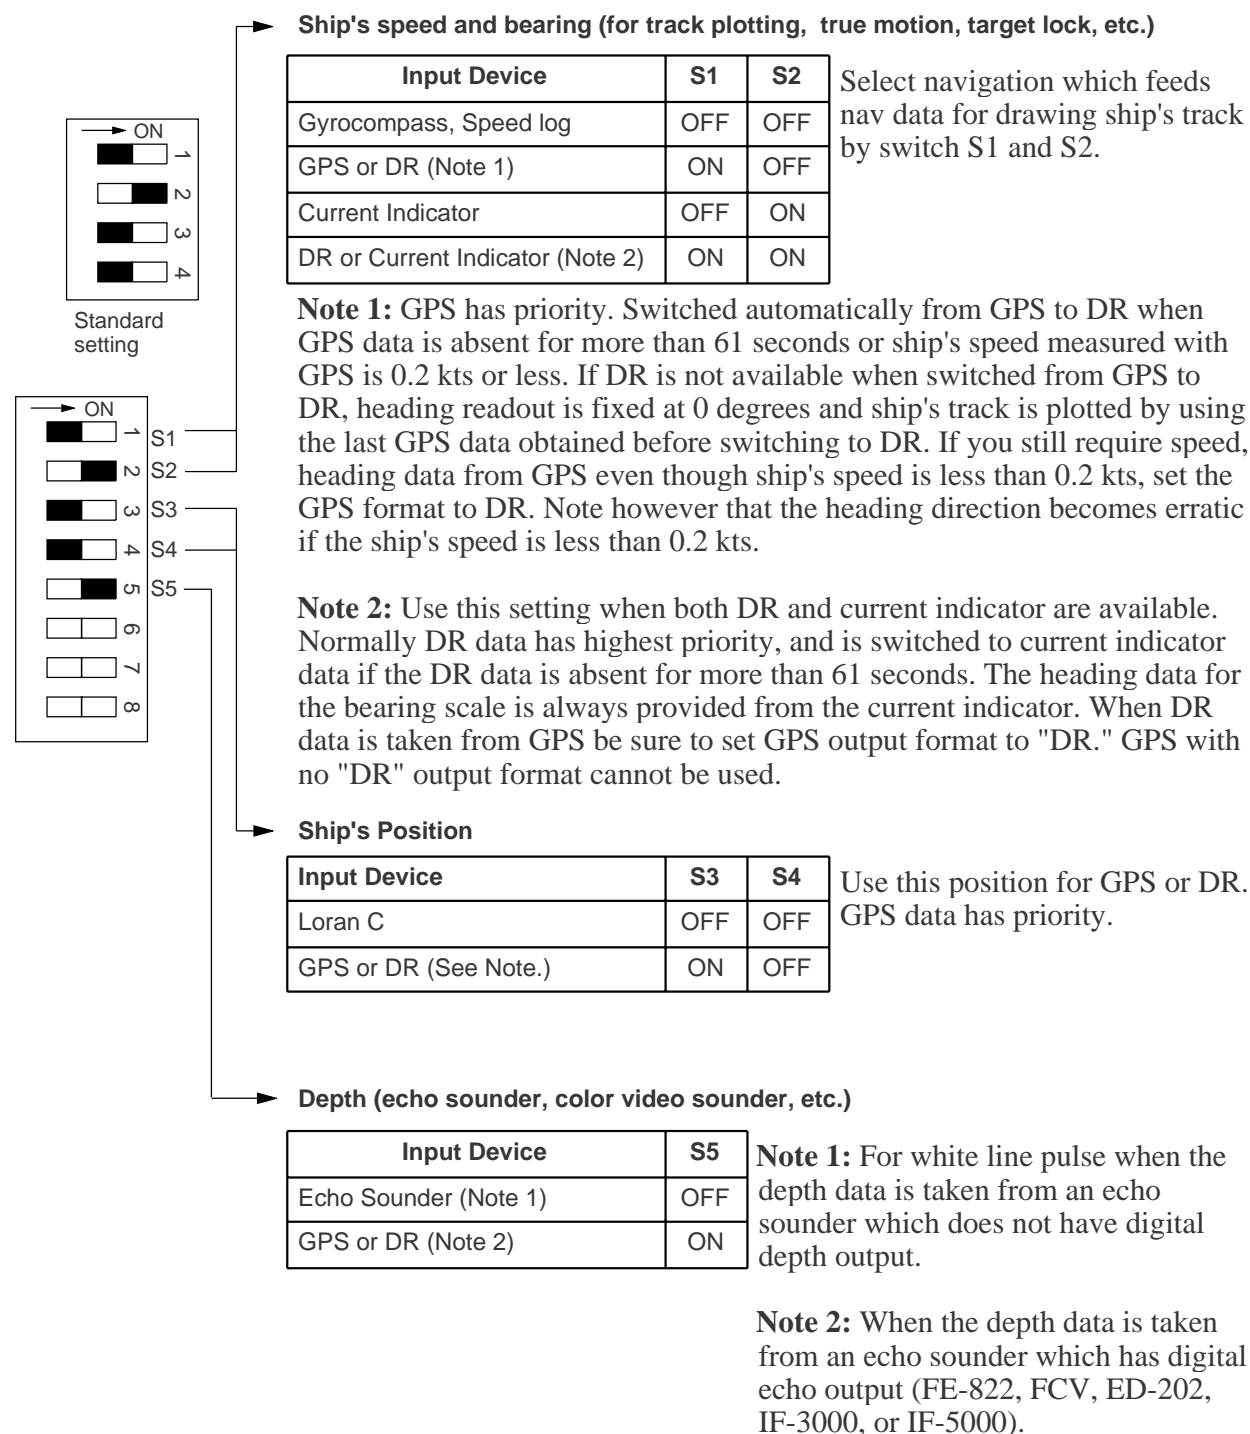 Ship's speed and bearing (for track plotting, true motion, target lock, etc.)
Input Device S1 S2
Gyrocompass, Speed log OFF OFF
GPS or DR (Note 1) ON OFF
Current Indicator OFF ON
DR or Current Indicator (Note 2) ON ON
Select navigation which feeds
nav data for drawing ship's track
by switch S1 and S2.
ON
1
2
3
4
Standard
setting
Note 1: GPS has priority. Switched automatically from GPS to DR when
GPS data is absent for more than 61 seconds or ship's speed measured with
GPS is 0.2 kts or less. If DR is not available when switched from GPS to
DR, heading readout is fixed at 0 degrees and ship's track is plotted by using
the last GPS data obtained before switching to DR. If you still require speed,
heading data from GPS even though ship's speed is less than 0.2 kts, set the
GPS format to DR. Note however that the heading direction becomes erratic
if the ship's speed is less than 0.2 kts.
ON
1 S1
2 S2
3 S3
4 S4
5 S5
6
7
8
Note 2: Use this setting when both DR and current indicator are available.
Normally DR data has highest priority, and is switched to current indicator
data if the DR data is absent for more than 61 seconds. The heading data for
the bearing scale is always provided from the current indicator. When DR
data is taken from GPS be sure to set GPS output format to "DR." GPS with
no "DR" output format cannot be used.
Ship's Position
Input Device S3 S4
Loran C OFF OFF
GPS or DR (See Note.) ON OFF
Use this position for GPS or DR.
GPS data has priority.
Depth (echo sounder, color video sounder, etc.)
Input Device S5
Echo Sounder (Note 1) OFF
GPS or DR (Note 2) ON
Note 1: For white line pulse when the
depth data is taken from an echo
sounder which does not have digital
depth output.
Note 2: When the depth data is taken
from an echo sounder which has digital
echo output (FE-822, FCV, ED-202,
IF-3000, or IF-5000).